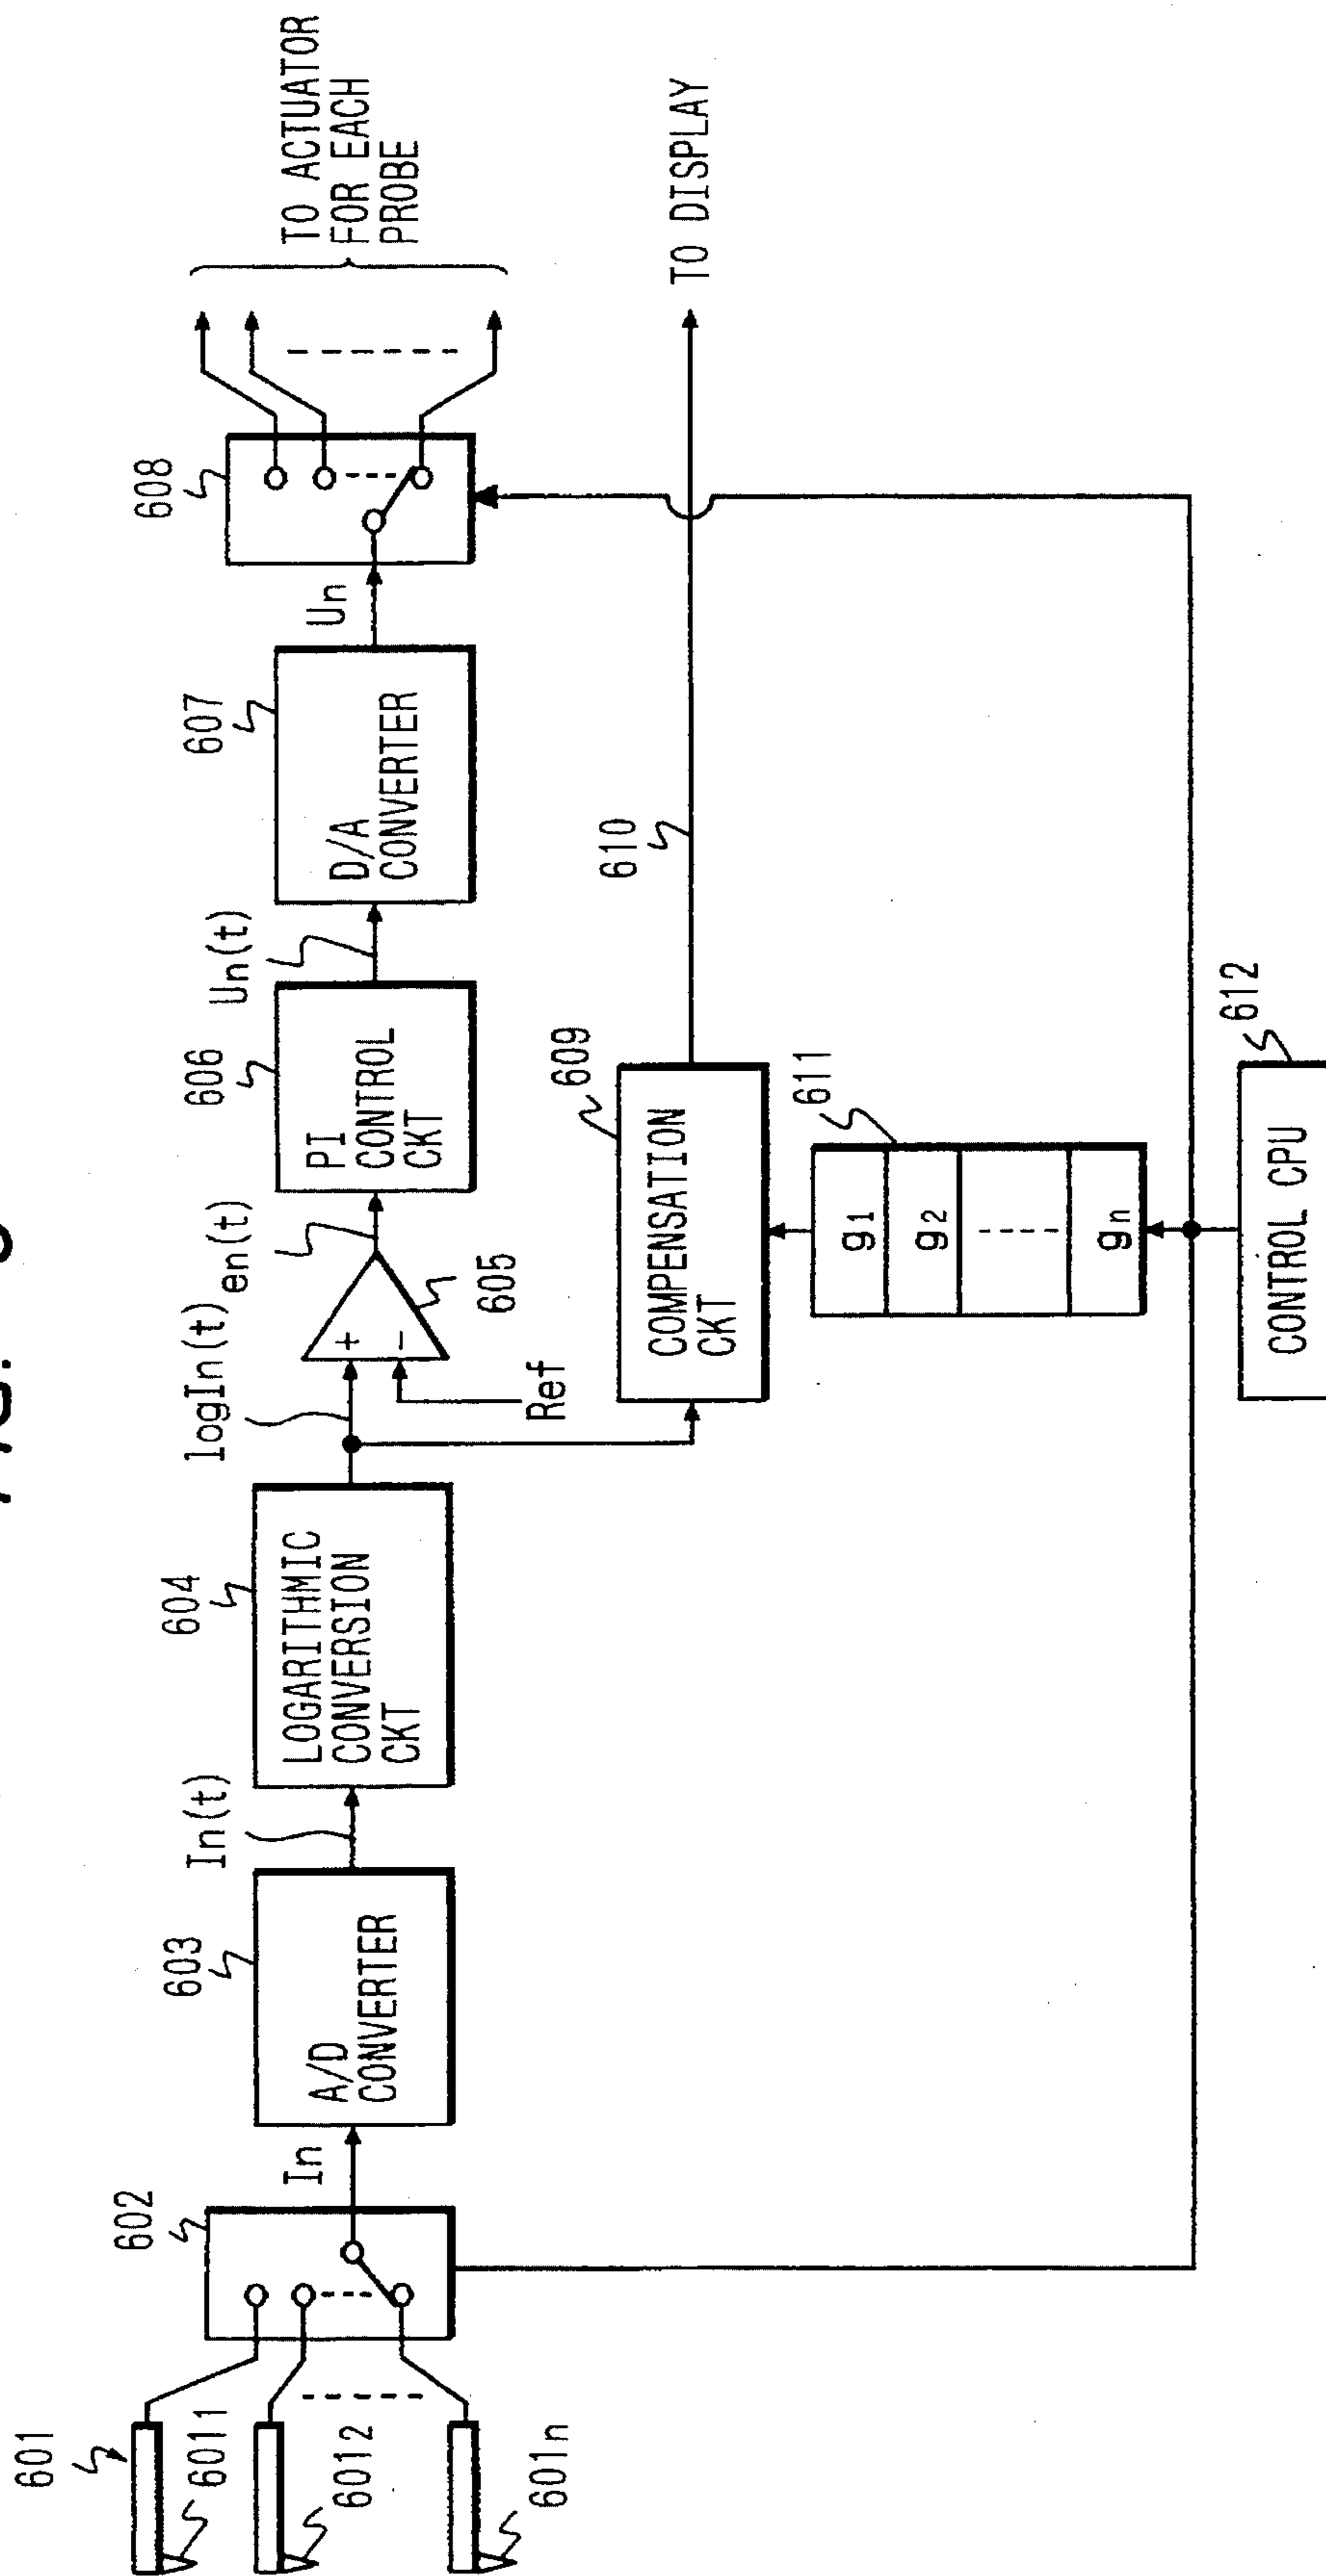 601
6011
6012
601n
602
In
603
A/D
CONVERTER
In(t)
604
LOGARITHMIC
CONVERSION
CKT
logIn(t)
+
-
Ref
605
en(t)
606
PI
CONTROL
CKT
Un(t)
607
D/A
CONVERTER
Un
608
TO ACTUATOR
FOR EACH
PROBE
609
COMPENSATION
CKT
610
TO DISPLAY
611
g1
g2
gn
612
CONTROL CPU